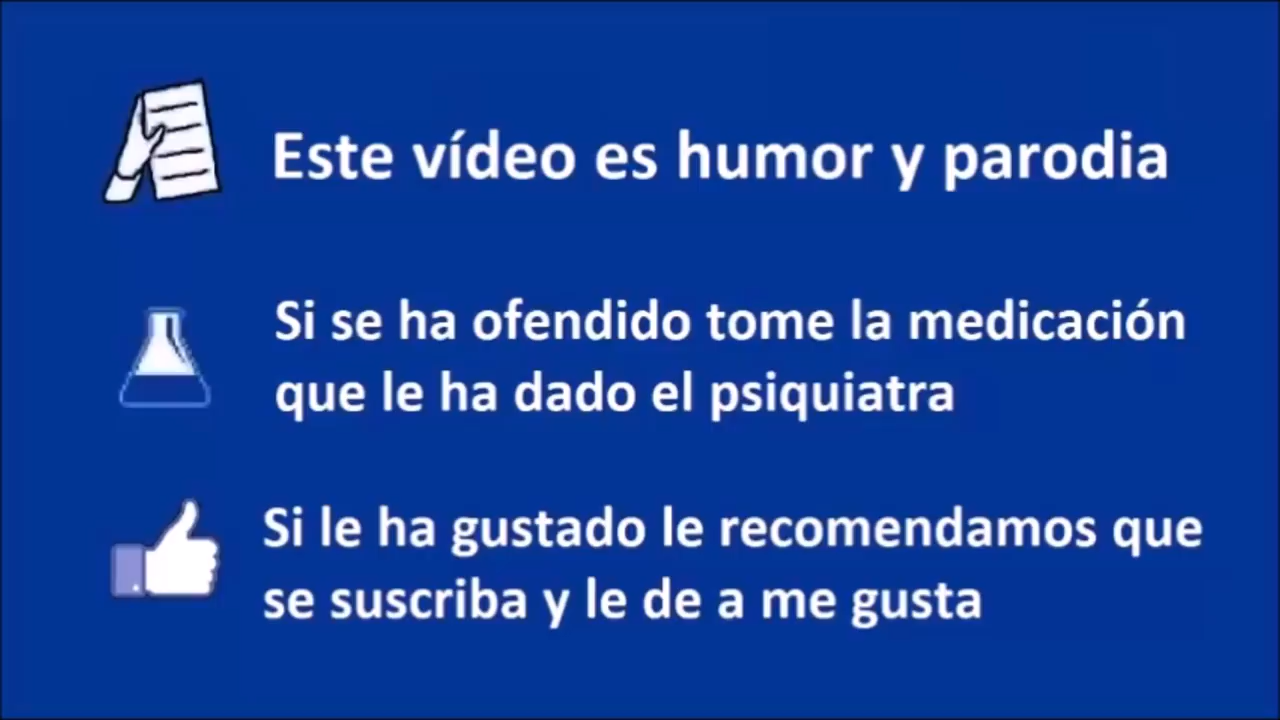 Este vídeo es humor y parodia
Si se ha ofendido tome la medicación
que le ha dado el psiquiatra
Si le ha gustado le recomendamos que
se suscriba y le de a me gusta